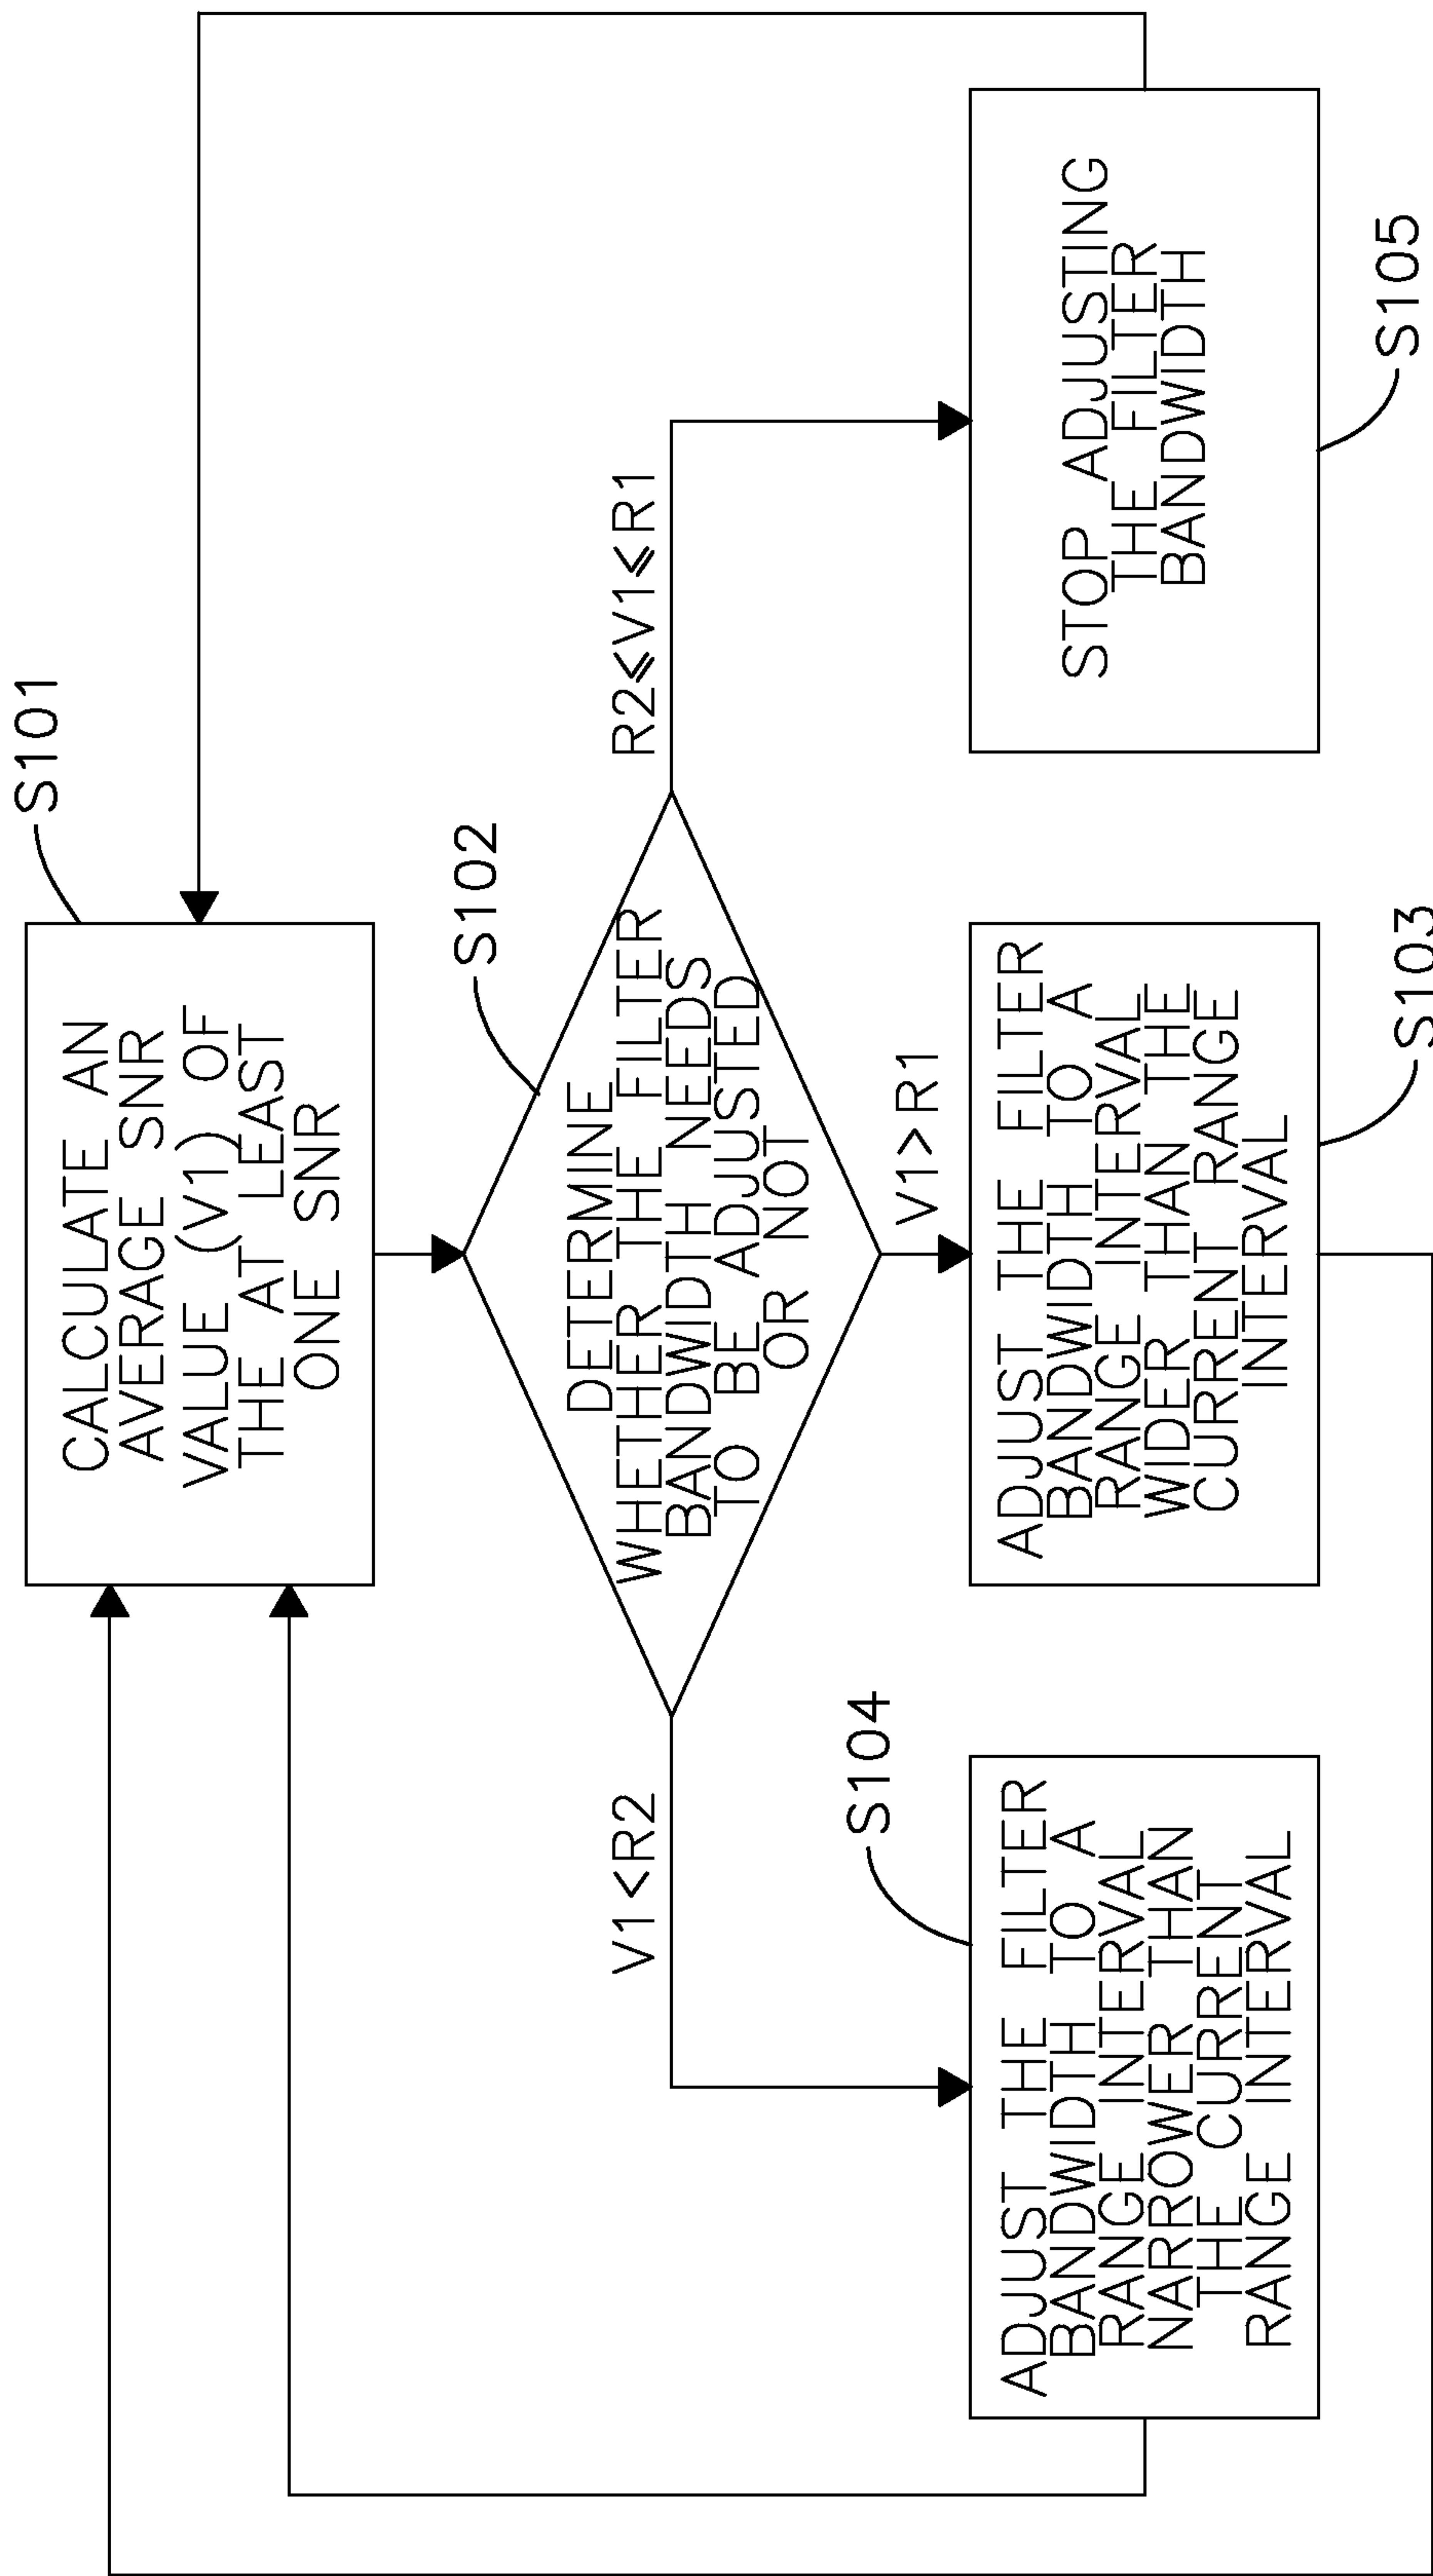 S101
CALCULATE AN
AVERAGE SNR
VALUE (V1) OF
THE AT LEAST
ONE SNR
S102
DETERMINE
WHETHER THE FILTER
BANDWIDTH NEEDS
TO BE ADJUSTED
OR NOT
V1<R2
R2≤V1≤R1
V1>R1
S104
ADJUST THE FILTER
BANDWIDTH TO A
RANGE INTERVAL
NARROWER THAN
THE CURRENT
RANGE INTERVAL
ADJUST THE FILTER
BANDWIDTH TO A
RANGE INTERVAL
WIDER THAN THE
CURRENT RANGE
INTERVAL
S103
STOP ADJUSTING
THE FILTER
BANDWIDTH
S105